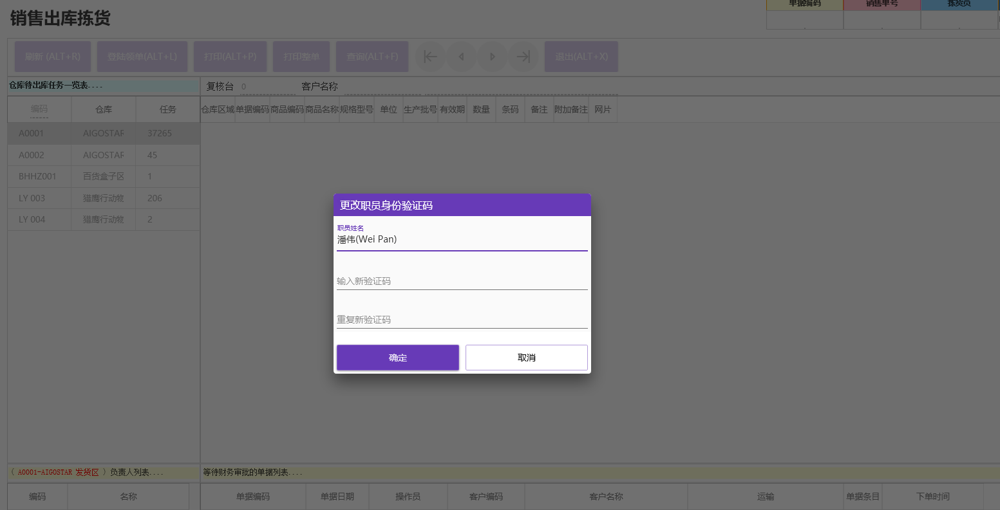 销售出库拣货
单据编码 销售单号 拣货员
刷新 (ALT+R) 登陆领单(ALT+L) 打印(ALT+P) 打印整单 查询(ALT+F) 退出(ALT+X)
仓库待出库任务一览表....
复核台 0 客户名称
编码 仓库 任务
仓库区域 单据编码 商品编码 商品名称 规格型号 单位 生产批号 有效期 数量 条码 备注 附加备注 网片
A0001 AIGOSTAR 37265
A0002 AIGOSTAR 45
BHHZ001 百货盒子区 1
LY 003 猎鹰行动物 206
LY 004 猎鹰行动物 2
更改职员身份验证码
职员姓名
潘伟(Wei Pan)
输入新验证码
重复新验证码
确定 取消
( A0001-AIGOSTAR 发货区 ) 负责人列表....
等待财务审批的单据列表....
编码 名称
单据编码 单据日期 操作员 客户编码 客户名称 运输 单据条目 下单时间